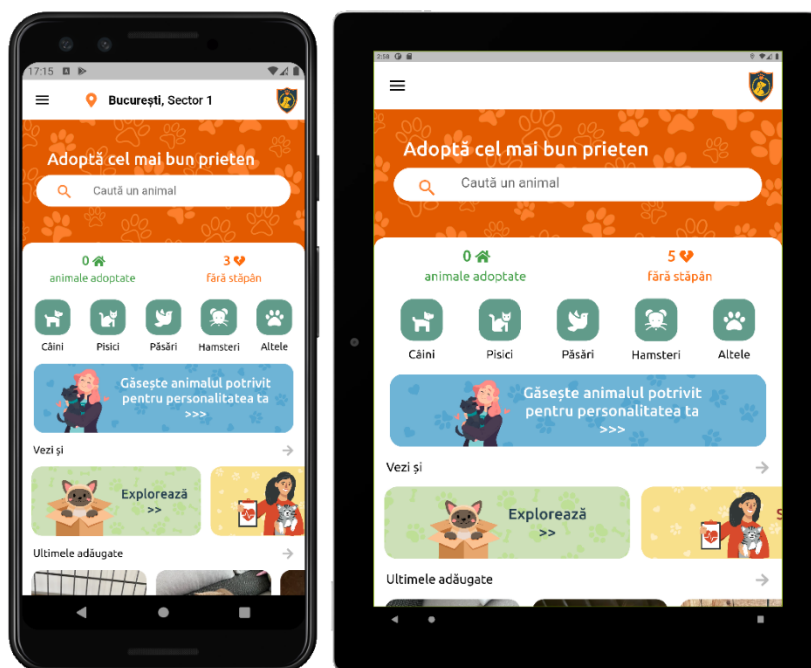 17:15
București, Sector 1
Adoptă cel mai bun prieten
Caută un animal
0
animale adoptate
3
fără stăpân
Câini
Pisici
Păsări
Hamsteri
Altele
Găsește animalul potrivit
pentru personalitatea ta
>>>
Vezi și
Explorează
>>
Ultimele adăugate
2:58
Adoptă cel mai bun prieten
Caută un animal
0
animale adoptate
5
fără stăpân
Câini
Pisici
Păsări
Hamsteri
Altele
Găsește animalul potrivit
pentru personalitatea ta
>>>
Vezi și
Explorează
>>
S
Ultimele adăugate